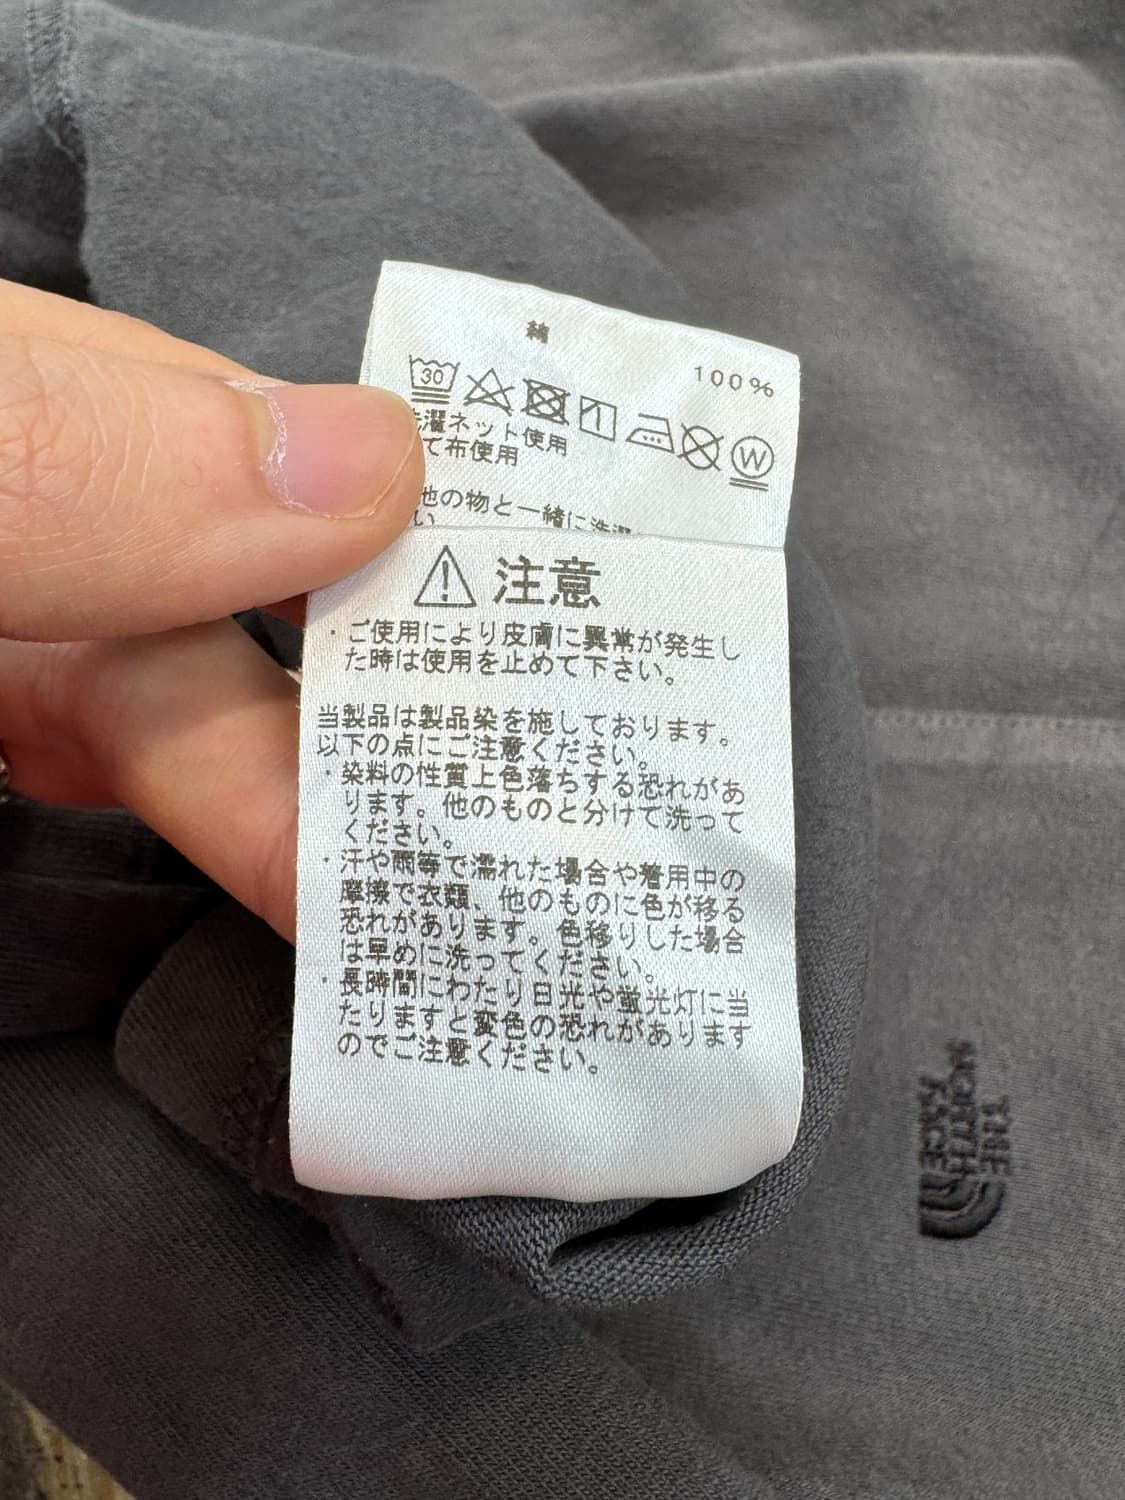 綿 100%
30
W
濯ネット使用
て布使用
他の物と一緒に洗濯
い
注意
・ご使用により皮膚に異常が発生し
た時は使用を止めて下さい。
当製品は製品染を施しております。
以下の点にご注意ください。
・染料の性質上色落ちする恐れがあ
ります。他のものと分けて洗って
ください。
・汗や雨等で濡れた場合や着用中の
摩擦で衣類、他のものに色が移る
恐れがあります。色移りした場合
は早めに洗ってください。
・長時間にわたり日光や蛍光灯に当
たりますと変色の恐れがあります
のでご注意ください。
THE
NORTH
FACE